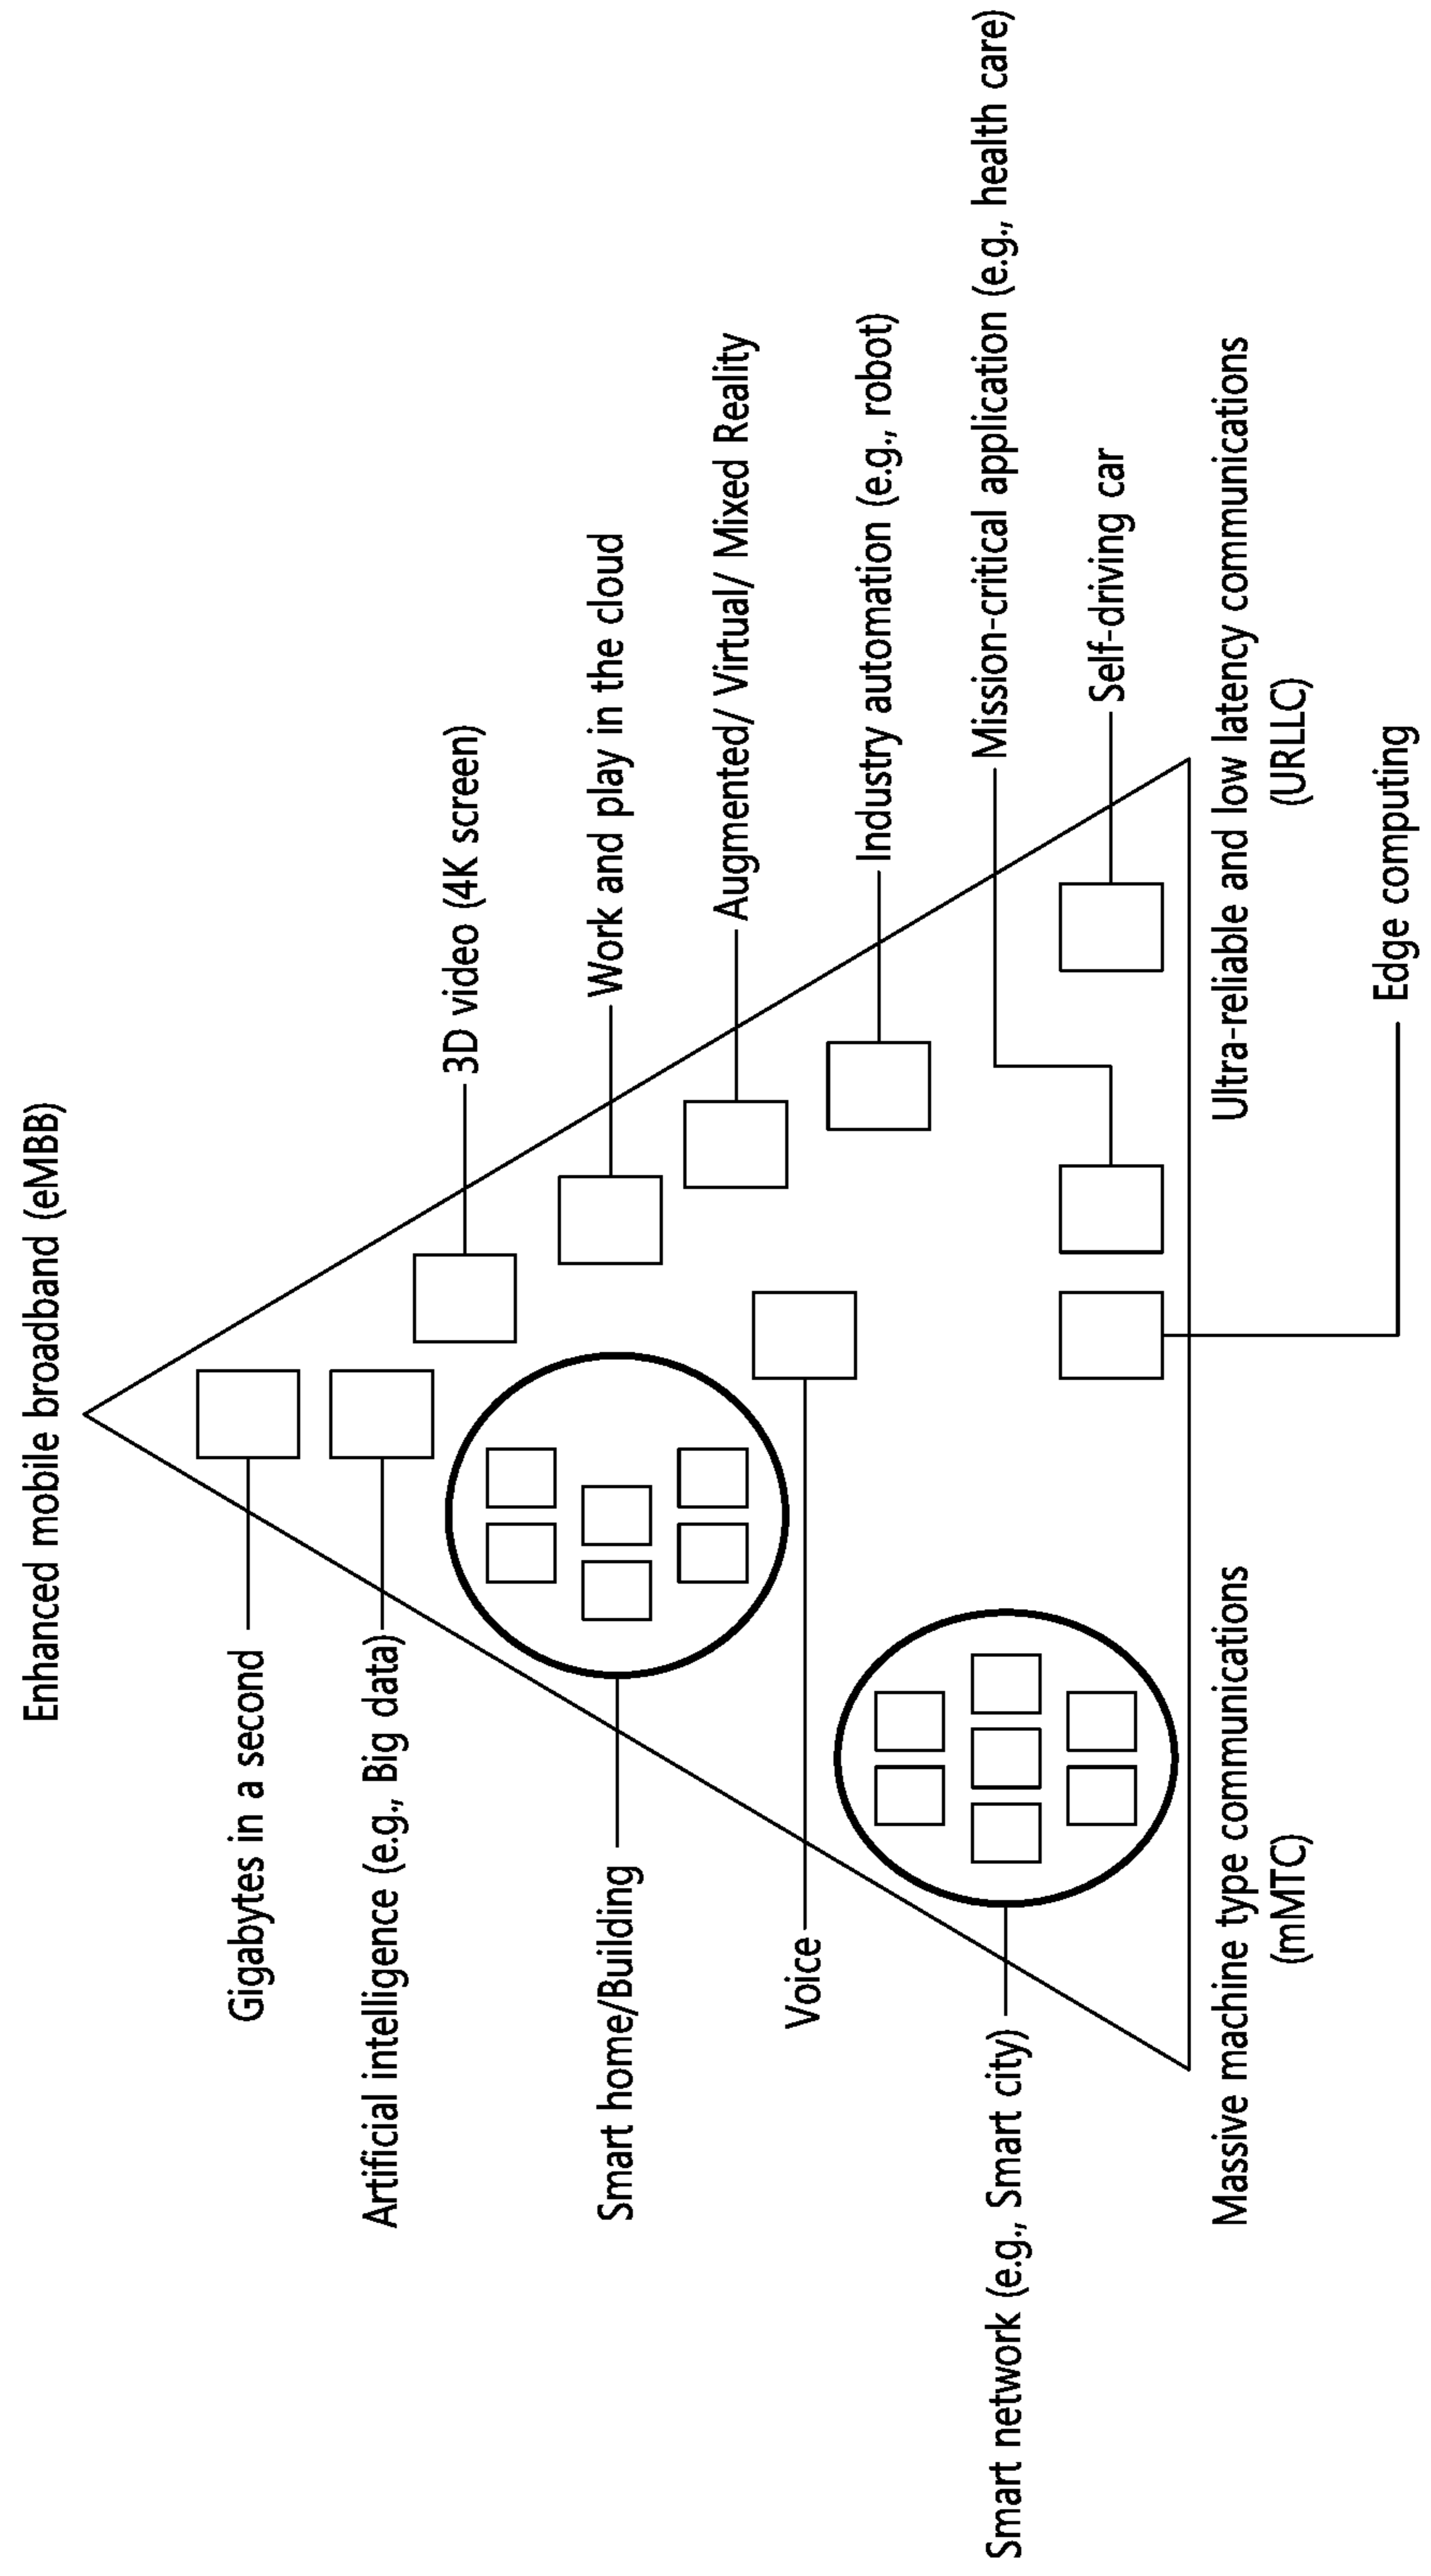 Enhanced mobile broadband (eMBB)
Gigabytes in a second
Artificial intelligence (e.g., Big data)
3D video (4K screen)
Smart home/Building
Work and play in the cloud
Augmented/ Virtual/ Mixed Reality
Voice
Industry automation (e.g., robot)
Smart network (e.g., Smart city)
Mission-critical application (e.g., health care)
Self-driving car
Massive machine type communications
(mMTC)
Ultra-reliable and low latency communications
(URLLC)
Edge computing